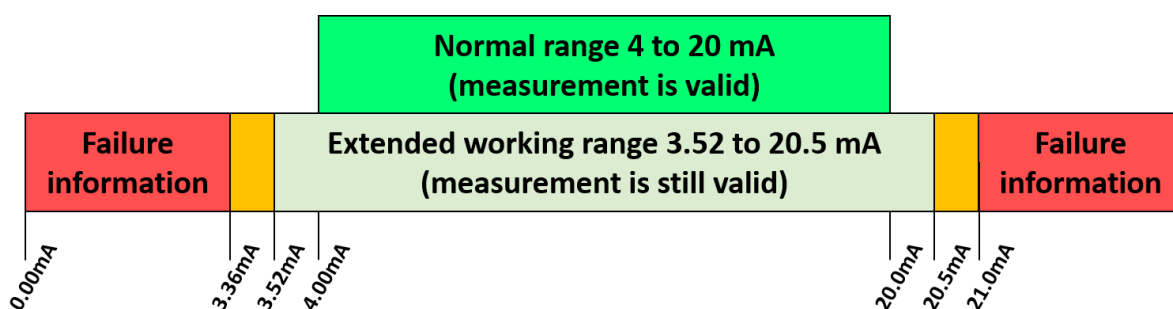 Normal range 4 to 20 mA
(measurement is valid)
Failure
information
Extended working range 3.52 to 20.5 mA
(measurement is still valid)
Failure
information
0.00mA
3.36mA
3.52mA
4.00mA
20.0mA
20.5mA
21.0mA